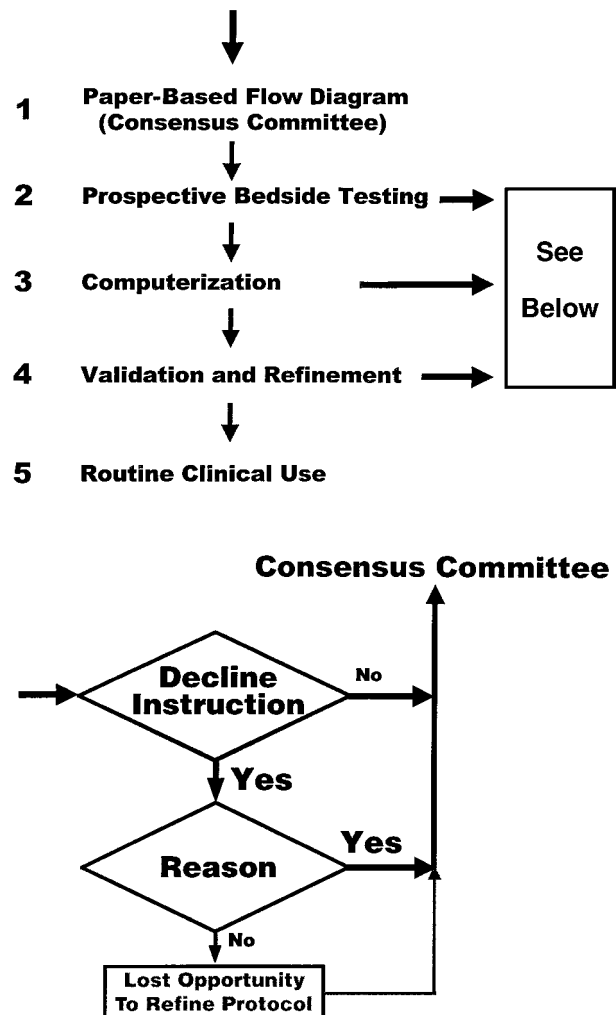 1 Paper-Based Flow Diagram
(Consensus Committee)
2 Prospective Bedside Testing
See
3 Computerization
Below
4 Validation and Refinement
5 Routine Clinical Use
Consensus Committee
Decline
Instruction
No
Yes
Reason
Yes
No
Lost Opportunity
To Refine Protocol